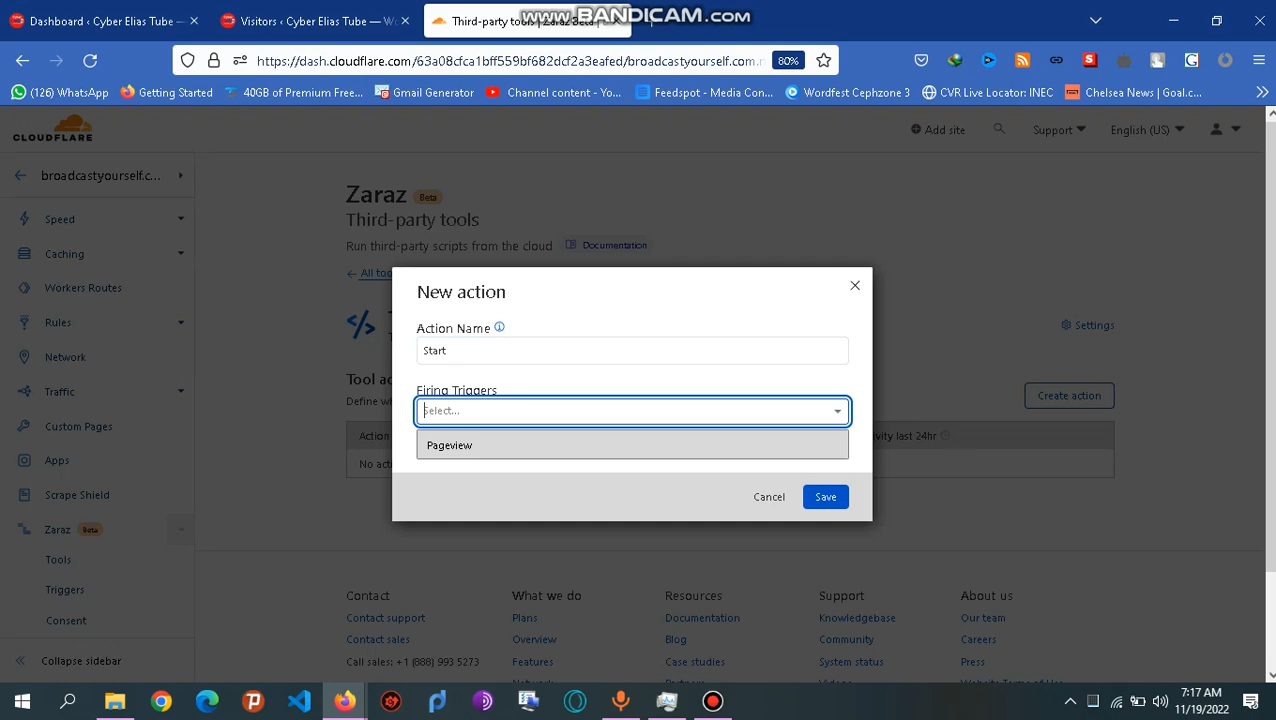 www.BANDICAM.com
Dashboard ‹ Cyber Elias Tube — W
Visitors ‹ Cyber Elias Tube — Wo
Third-party tools | Zaraz Beta |
https://dash.cloudflare.com/63a08cfca1bff559bf682dcf2a3eafed/broadcastyourself.com.n
80%
(126) WhatsApp
Getting Started
40GB of Premium Free...
Gmail Generator
Channel content - Yo...
Feedspot - Media Con...
Wordfest Cephzone 3
CVR Live Locator: INEC
Chelsea News | Goal.c...
CLOUDFLARE
Add site
Support
English (US)
broadcastyourself.c...
Speed
Caching
Workers Routes
Rules
Network
Traffic
Custom Pages
Apps
Scrape Shield
Zaraz Beta
Tools
Triggers
Consent
Collapse sidebar
Zaraz Beta
Third-party tools
Run third-party scripts from the cloud
Documentation
← All too
Settings
Tool ac
Define wh
Create action
Action
ivity last 24hr
No acti
New action
Action Name
Start
Firing Triggers
Select...
Pageview
Cancel
Save
Contact
Contact support
Contact sales
Call sales: +1 (888) 993 5273
What we do
Plans
Overview
Features
Resources
Documentation
Blog
Case studies
Support
Knowledgebase
Community
System status
About us
Our team
Careers
Press
7:17 AM
11/19/2022